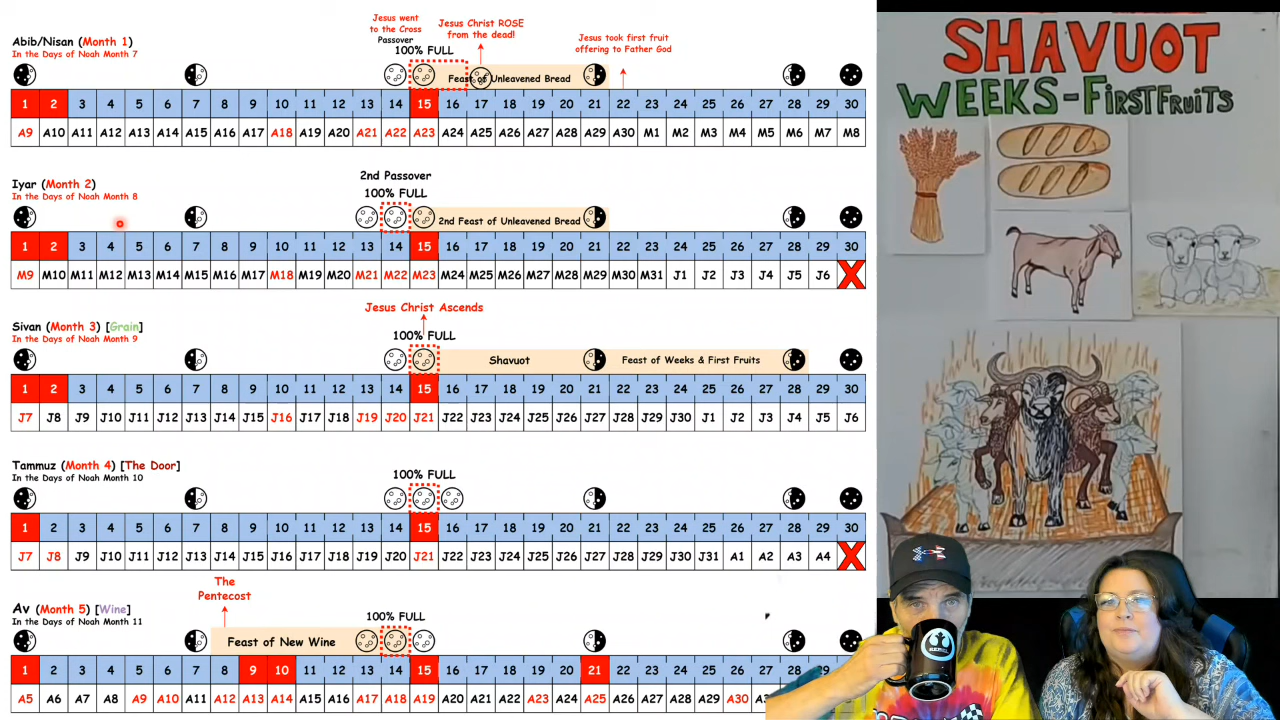 Jesus went
to the Cross
Passover
100% FULL
Jesus Christ ROSE
from the dead!
Jesus took first fruit
offering to Father God
Abib/Nisan (Month 1)
In the Days of Noah Month 7
Feast of Unleavened Bread
1 2 3 4 5 6 7 8 9 10 11 12 13 14 15 16 17 18 19 20 21 22 23 24 25 26 27 28 29 30
A9 A10 A11 A12 A13 A14 A15 A16 A17 A18 A19 A20 A21 A22 A23 A24 A25 A26 A27 A28 A29 A30 M1 M2 M3 M4 M5 M6 M7 M8
2nd Passover
100% FULL
Iyar (Month 2)
In the Days of Noah Month 8
2nd Feast of Unleavened Bread
1 2 3 4 5 6 7 8 9 10 11 12 13 14 15 16 17 18 19 20 21 22 23 24 25 26 27 28 29 30
M9 M10 M11 M12 M13 M14 M15 M16 M17 M18 M19 M20 M21 M22 M23 M24 M25 M26 M27 M28 M29 M30 M31 J1 J2 J3 J4 J5 J6 X
Jesus Christ Ascends
100% FULL
Sivan (Month 3) [Grain]
In the Days of Noah Month 9
Shavuot
Feast of Weeks & First Fruits
1 2 3 4 5 6 7 8 9 10 11 12 13 14 15 16 17 18 19 20 21 22 23 24 25 26 27 28 29 30
J7 J8 J9 J10 J11 J12 J13 J14 J15 J16 J17 J18 J19 J20 J21 J22 J23 J24 J25 J26 J27 J28 J29 J30 J1 J2 J3 J4 J5 J6
Tammuz (Month 4) [The Door]
In the Days of Noah Month 10
100% FULL
1 2 3 4 5 6 7 8 9 10 11 12 13 14 15 16 17 18 19 20 21 22 23 24 25 26 27 28 29 30
J7 J8 J9 J10 J11 J12 J13 J14 J15 J16 J17 J18 J19 J20 J21 J22 J23 J24 J25 J26 J27 J28 J29 J30 J31 A1 A2 A3 A4 X
The
Pentecost
100% FULL
Av (Month 5) [Wine]
In the Days of Noah Month 11
Feast of New Wine
1 2 3 4 5 6 7 8 9 10 11 12 13 14 15 16 17 18 19 20 21 22 23 24 25 26 27 28 29 30
A5 A6 A7 A8 A9 A10 A11 A12 A13 A14 A15 A16 A17 A18 A19 A20 A21 A22 A23 A24 A25 A26 A27 A28 A29 A30
SHAVUOT
WEEKS-FIRSTFRUITS
REBEL